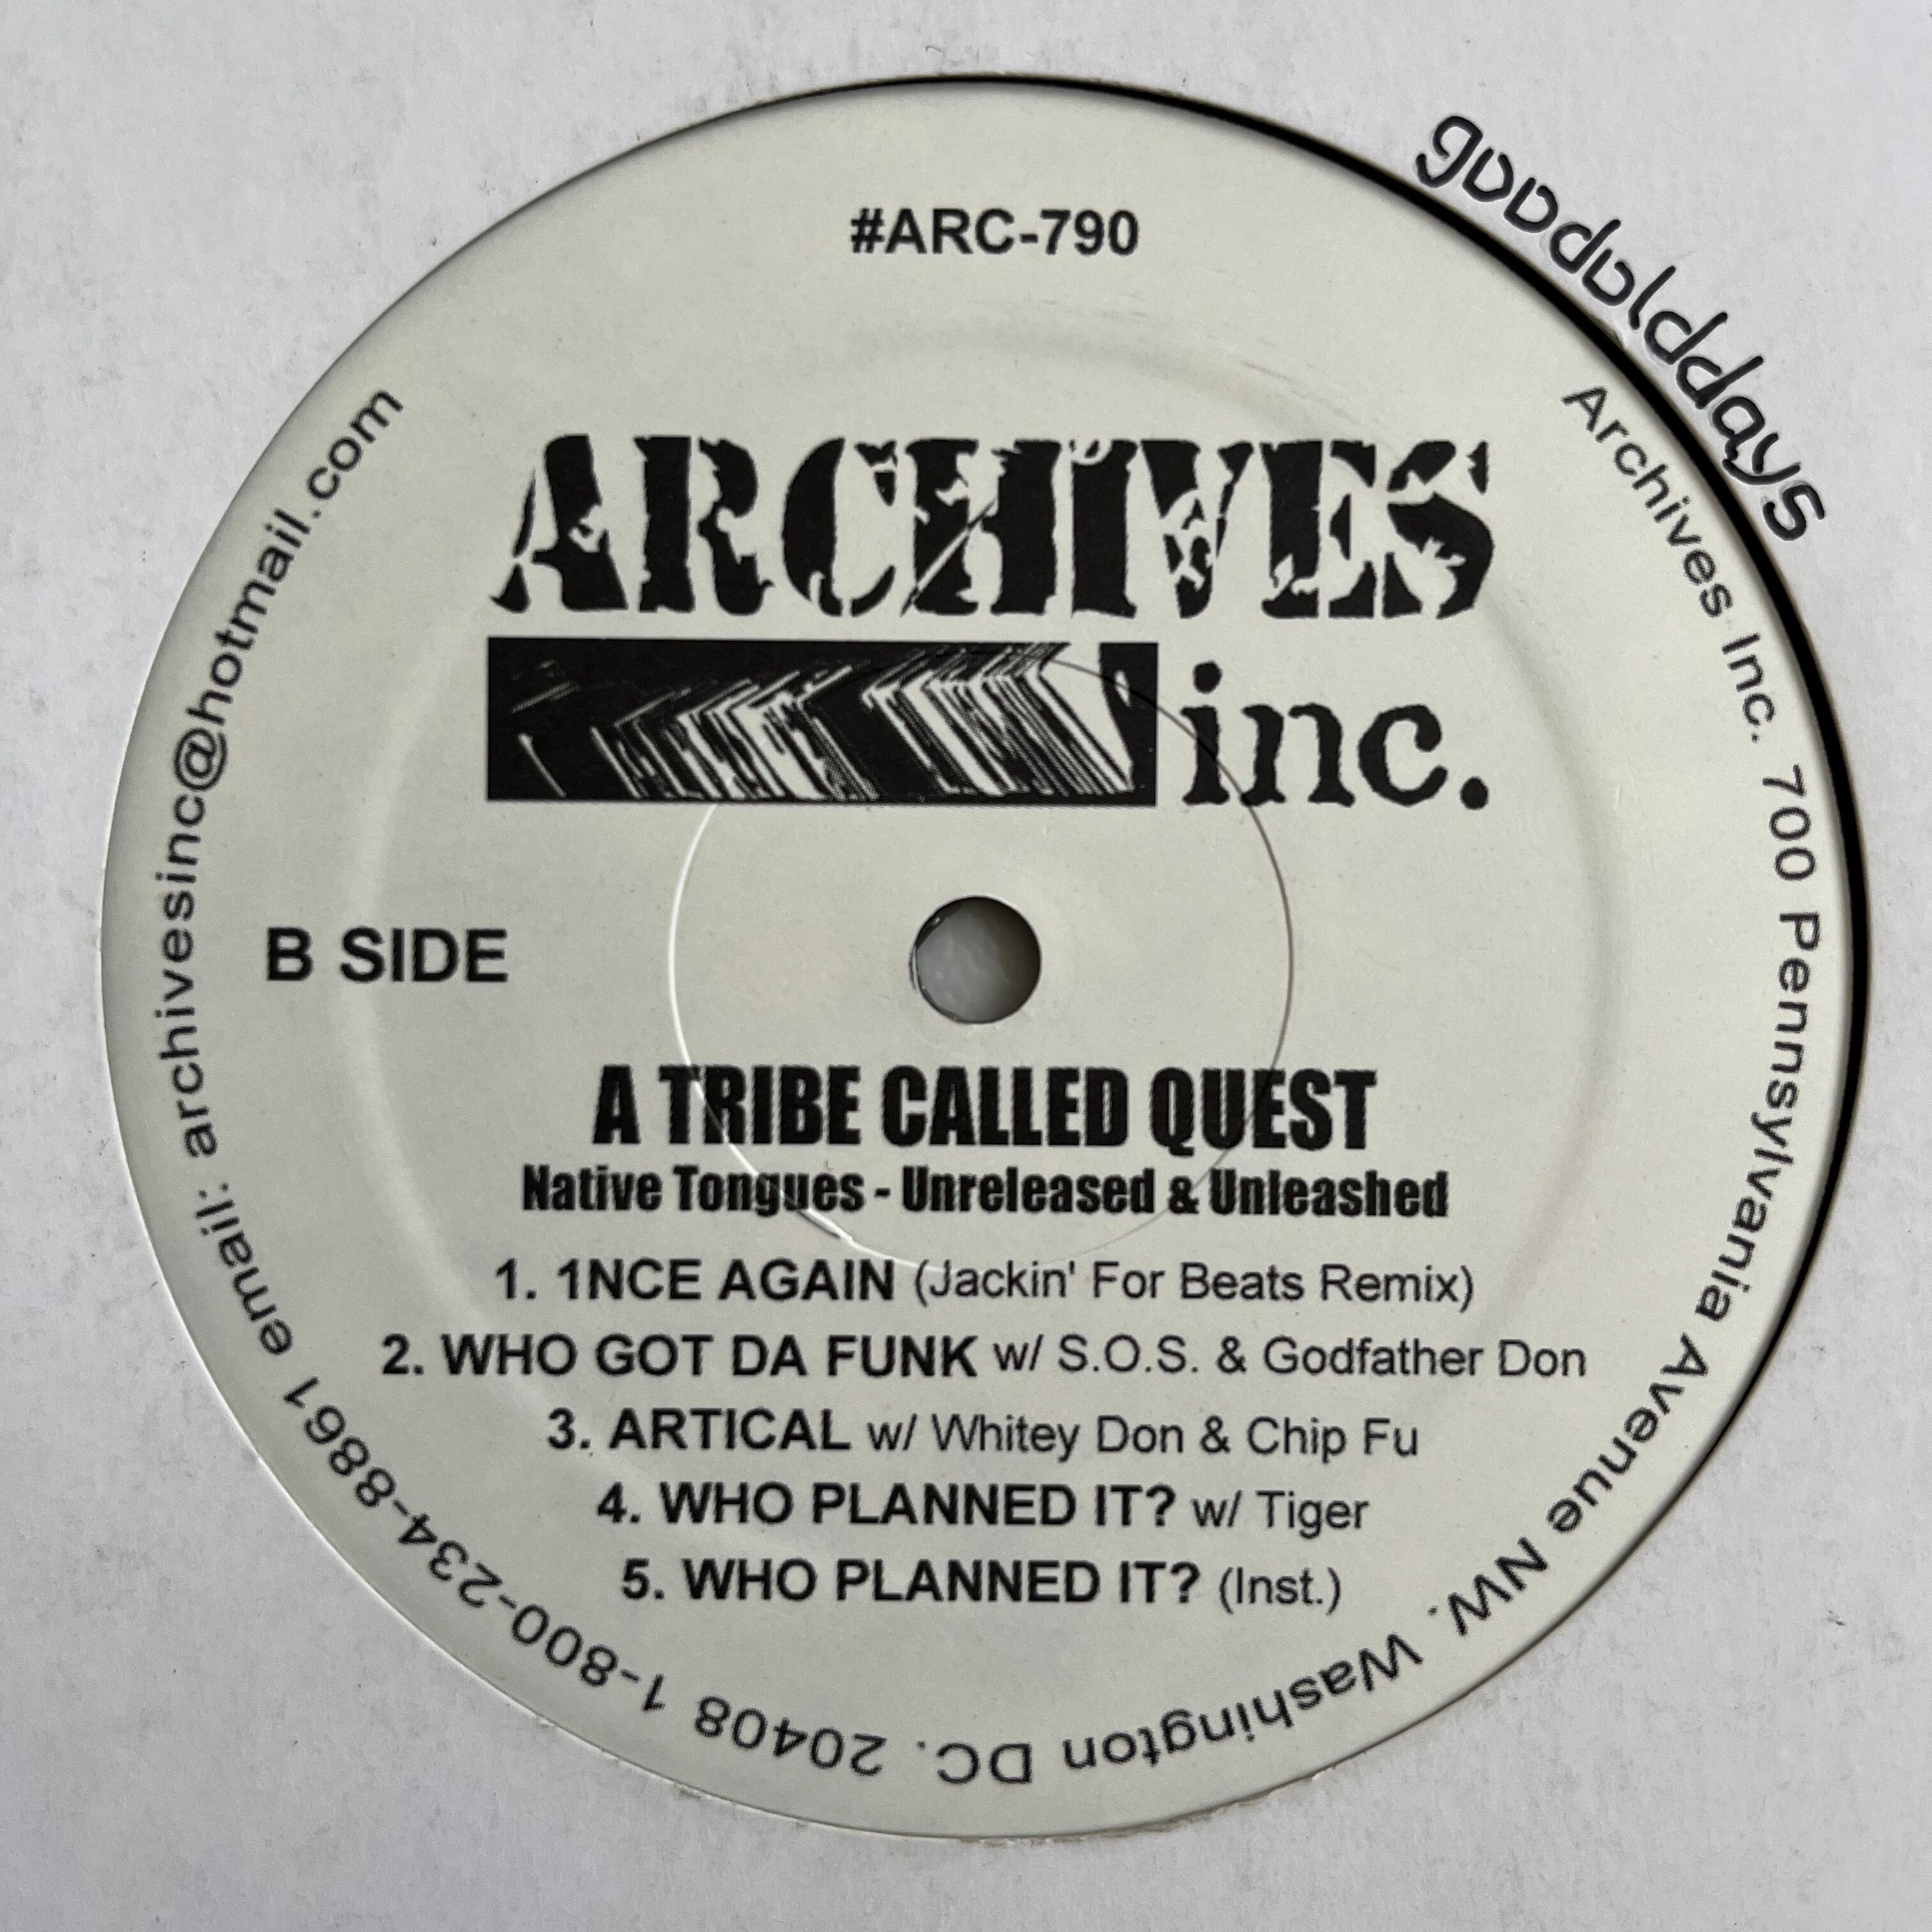 #ARC-790
goodolddays
ARCHIVES
inc.
B SIDE
A TRIBE CALLED QUEST
Native Tongues - Unreleased & Unleashed
1. 1NCE AGAIN (Jackin' For Beats Remix)
2. WHO GOT DA FUNK w/ S.O.S. & Godfather Don
3. ARTICAL w/ Whitey Don & Chip Fu
4. WHO PLANNED IT? w/ Tiger
5. WHO PLANNED IT? (Inst.)
Archives Inc. 700 Pennsylvania Avenue NW. Washington DC. 20408 1-800-234-8861 email: archivesinc@hotmail.com